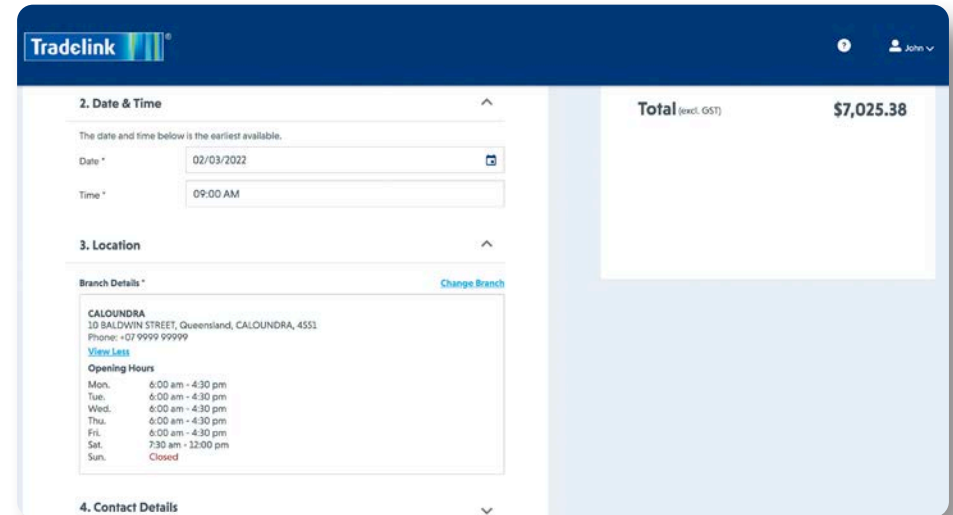 Tradelink
®
?
John
2. Date & Time
The date and time below is the earliest available.
Date *
02/03/2022
Time *
09:00 AM
3. Location
Branch Details *
Change Branch
CALOUNDRA
10 BALDWIN STREET, Queensland, CALOUNDRA, 4551
Phone: +07 9999 99999
View Less
Opening Hours
Mon. 6:00 am - 4:30 pm
Tue. 6:00 am - 4:30 pm
Wed. 6:00 am - 4:30 pm
Thu. 6:00 am - 4:30 pm
Fri. 6:00 am - 4:30 pm
Sat. 7:30 am - 12:00 pm
Sun. Closed
4. Contact Details
Total (excl. GST) $7,025.38